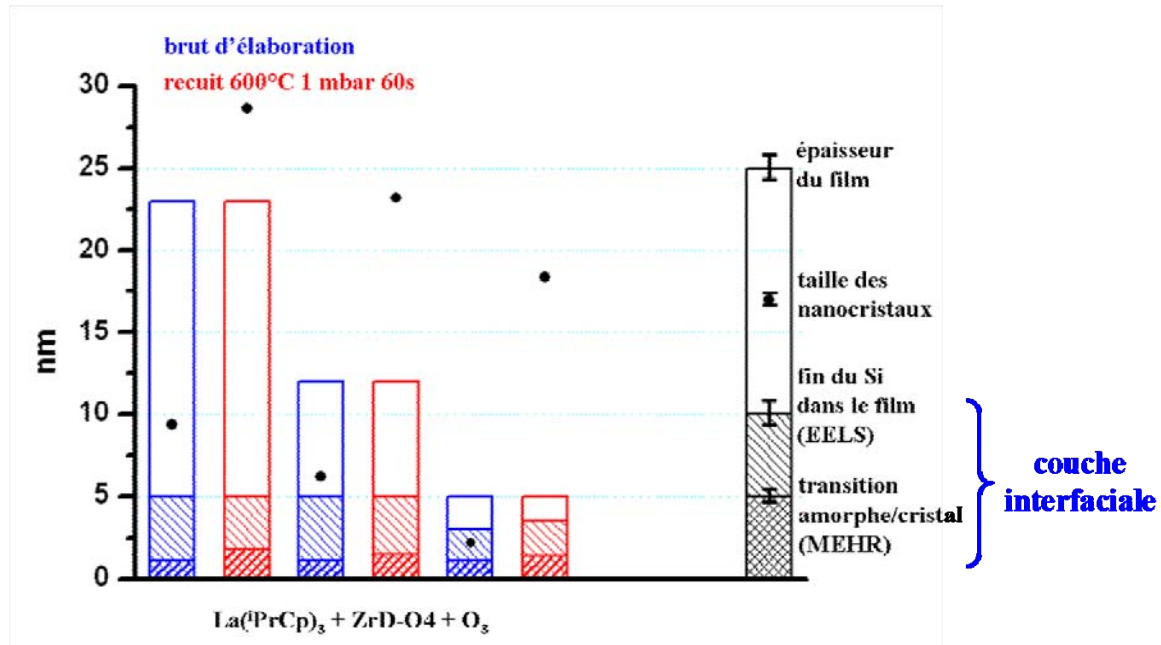 brut d'élaboration
recuit 600°C 1 mbar 60s
30
25
20
15
10
5
0
nm
La(ⁱPrCp)₃ + ZrD-O4 + O₃
épaisseur
du film
taille des
nanocristaux
fin du Si
dans le film
(EELS)
transition
amorphe/cristal
(MEHR)
couche
interfaciale